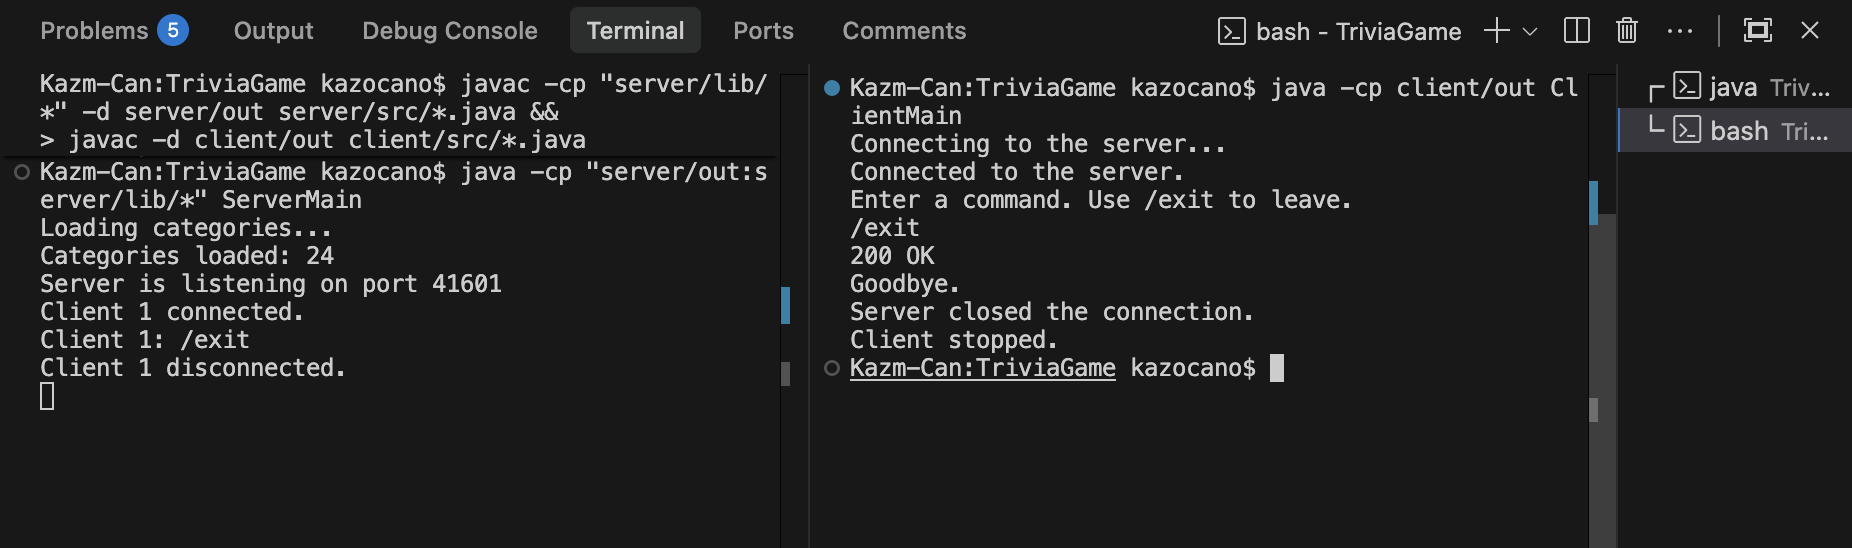 Problems 5 Output Debug Console Terminal Ports Comments bash - TriviaGame
Kazm-Can:TriviaGame kazocano$ javac -cp "server/lib/
*" -d server/out server/src/*.java &&
> javac -d client/out client/src/*.java
Kazm-Can:TriviaGame kazocano$ java -cp "server/out:s
erver/lib/*" ServerMain
Loading categories...
Categories loaded: 24
Server is listening on port 41601
Client 1 connected.
Client 1: /exit
Client 1 disconnected.
Kazm-Can:TriviaGame kazocano$ java -cp client/out Cl
ientMain
Connecting to the server...
Connected to the server.
Enter a command. Use /exit to leave.
/exit
200 OK
Goodbye.
Server closed the connection.
Client stopped.
Kazm-Can:TriviaGame kazocano$
java Triv...
bash Tri...